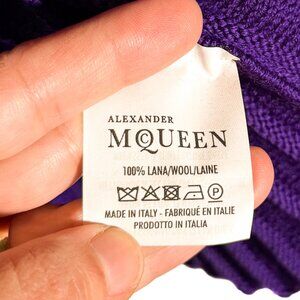 ALEXANDER
McQUEEN
100% LANA/WOOL/LAINE
P
MADE IN ITALY - FABRIQUÉ EN ITALIE
PRODOTTO IN ITALIA